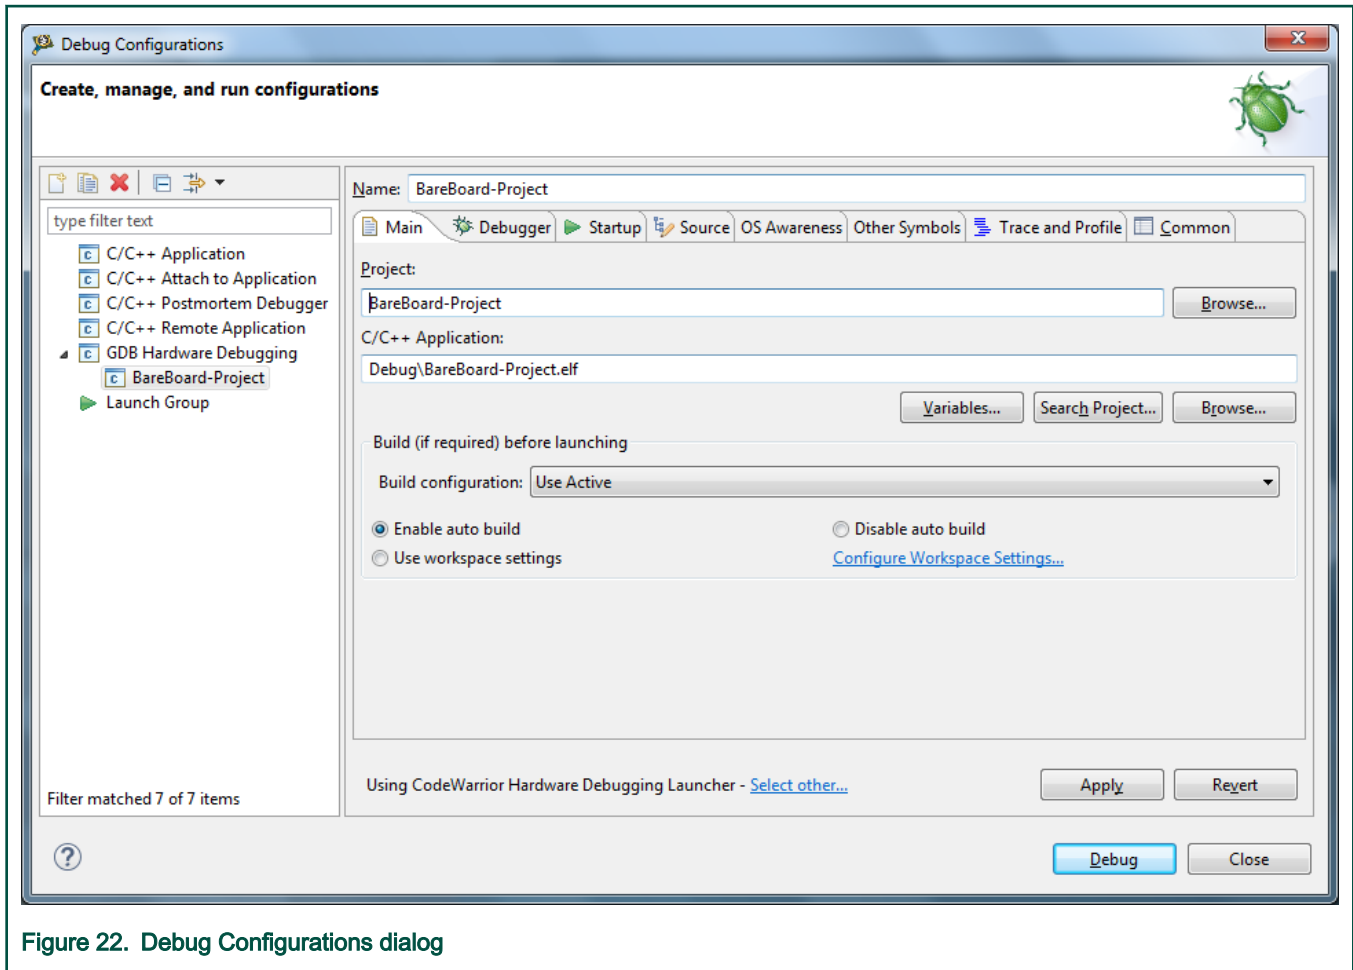 Debug Configurations
Create, manage, and run configurations
type filter text
C/C++ Application
C/C++ Attach to Application
C/C++ Postmortem Debugger
C/C++ Remote Application
GDB Hardware Debugging
BareBoard-Project
Launch Group
Filter matched 7 of 7 items
Name: BareBoard-Project
Main Debugger Startup Source OS Awareness Other Symbols Trace and Profile Common
Project:
BareBoard-Project Browse...
C/C++ Application:
Debug\BareBoard-Project.elf
Variables... Search Project... Browse...
Build (if required) before launching
Build configuration: Use Active
Enable auto build Disable auto build
Use workspace settings Configure Workspace Settings...
Using CodeWarrior Hardware Debugging Launcher - Select other... Apply Revert
? Debug Close
Figure 22. Debug Configurations dialog